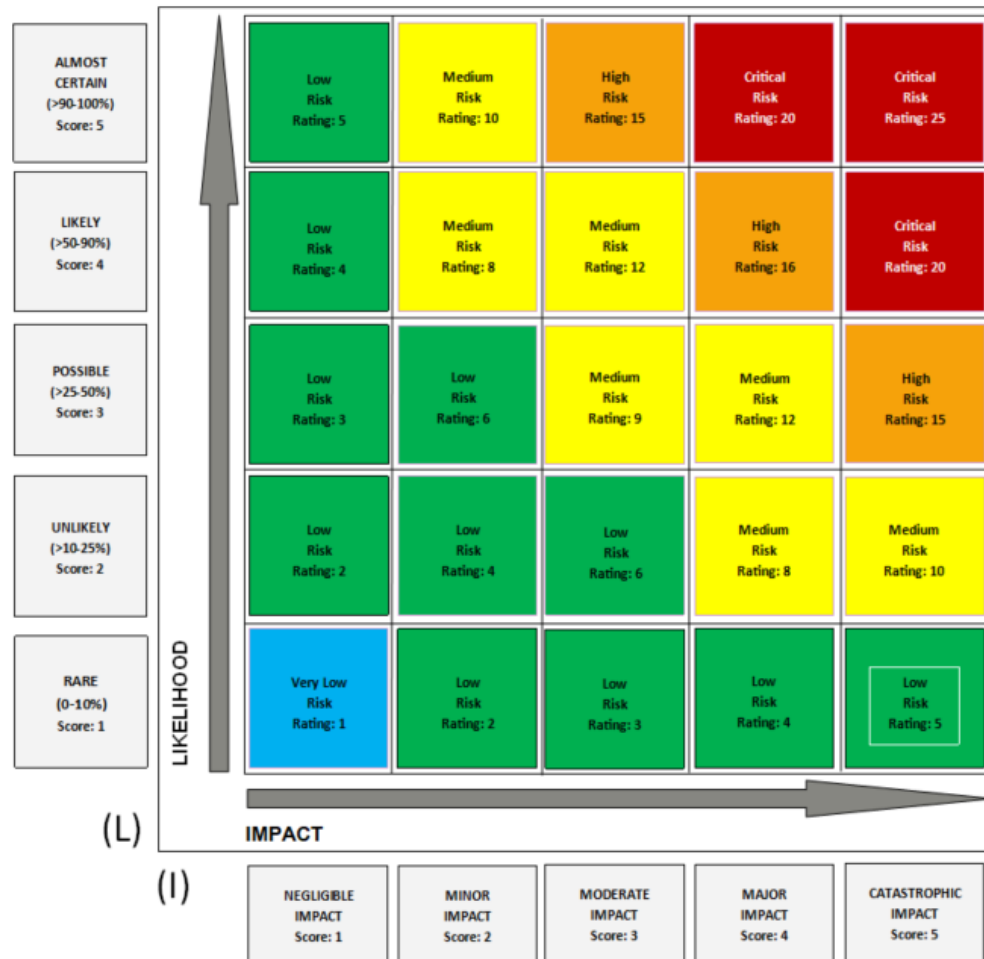 ALMOST
CERTAIN
(>90-100%)
Score: 5
Low
Risk
Rating: 5
Medium
Risk
Rating: 10
High
Risk
Rating: 15
Critical
Risk
Rating: 20
Critical
Risk
Rating: 25
LIKELY
(>50-90%)
Score: 4
Low
Risk
Rating: 4
Medium
Risk
Rating: 8
Medium
Risk
Rating: 12
High
Risk
Rating: 16
Critical
Risk
Rating: 20
POSSIBLE
(>25-50%)
Score: 3
Low
Risk
Rating: 3
Low
Risk
Rating: 6
Medium
Risk
Rating: 9
Medium
Risk
Rating: 12
High
Risk
Rating: 15
UNLIKELY
(>10-25%)
Score: 2
Low
Risk
Rating: 2
Low
Risk
Rating: 4
Low
Risk
Rating: 6
Medium
Risk
Rating: 8
Medium
Risk
Rating: 10
RARE
(0-10%)
Score: 1
LIKELIHOOD
Very Low
Risk
Rating: 1
Low
Risk
Rating: 2
Low
Risk
Rating: 3
Low
Risk
Rating: 4
Low
Risk
Rating: 5
(L)
IMPACT
(I)
NEGLIGIBLE
IMPACT
Score: 1
MINOR
IMPACT
Score: 2
MODERATE
IMPACT
Score: 3
MAJOR
IMPACT
Score: 4
CATASTROPHIC
IMPACT
Score: 5